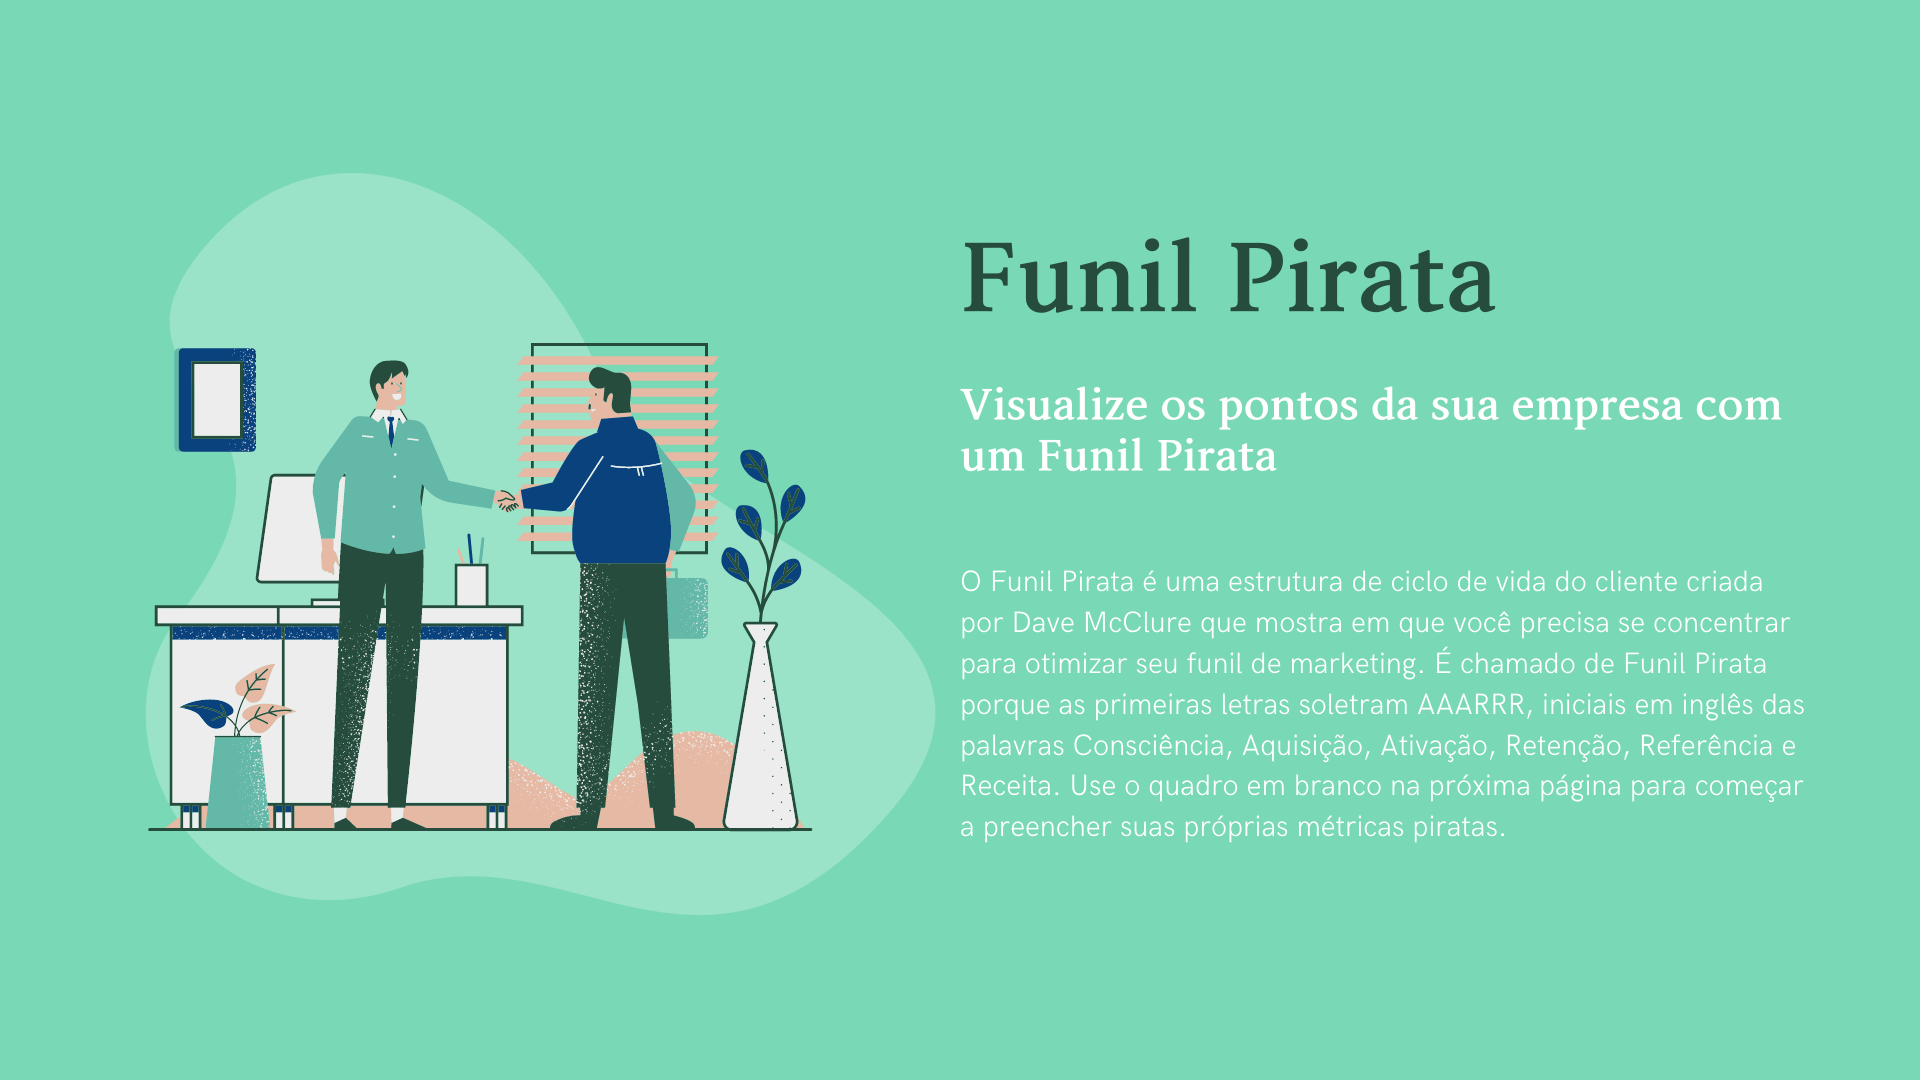 Funil Pirata
Visualize os pontos da sua empresa com
um Funil Pirata
O Funil Pirata é uma estrutura de ciclo de vida do cliente criada
por Dave McClure que mostra em que você precisa se concentrar
para otimizar seu funil de marketing. É chamado de Funil Pirata
porque as primeiras letras soletram AAARRR, iniciais em inglês das
palavras Consciência, Aquisição, Ativação, Retenção, Referência e
Receita. Use o quadro em branco na próxima página para começar
a preencher suas próprias métricas piratas.